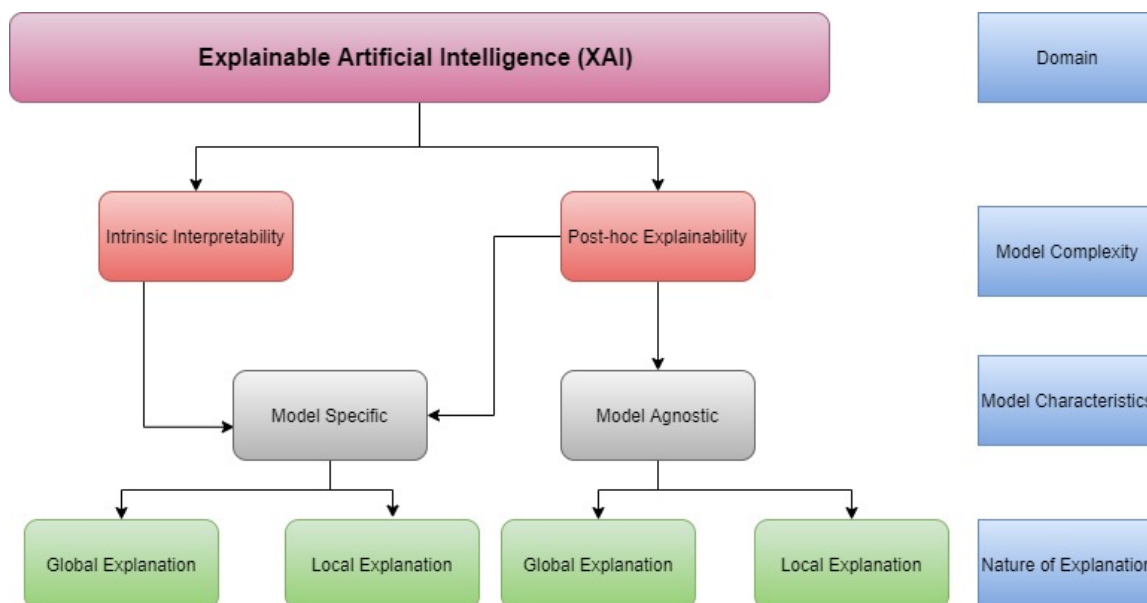 Explainable Artificial Intelligence (XAI)
Domain
Intrinsic Interpretability
Post-hoc Explainability
Model Complexity
Model Specific
Model Agnostic
Model Characteristics
Global Explanation
Local Explanation
Global Explanation
Local Explanation
Nature of Explanation